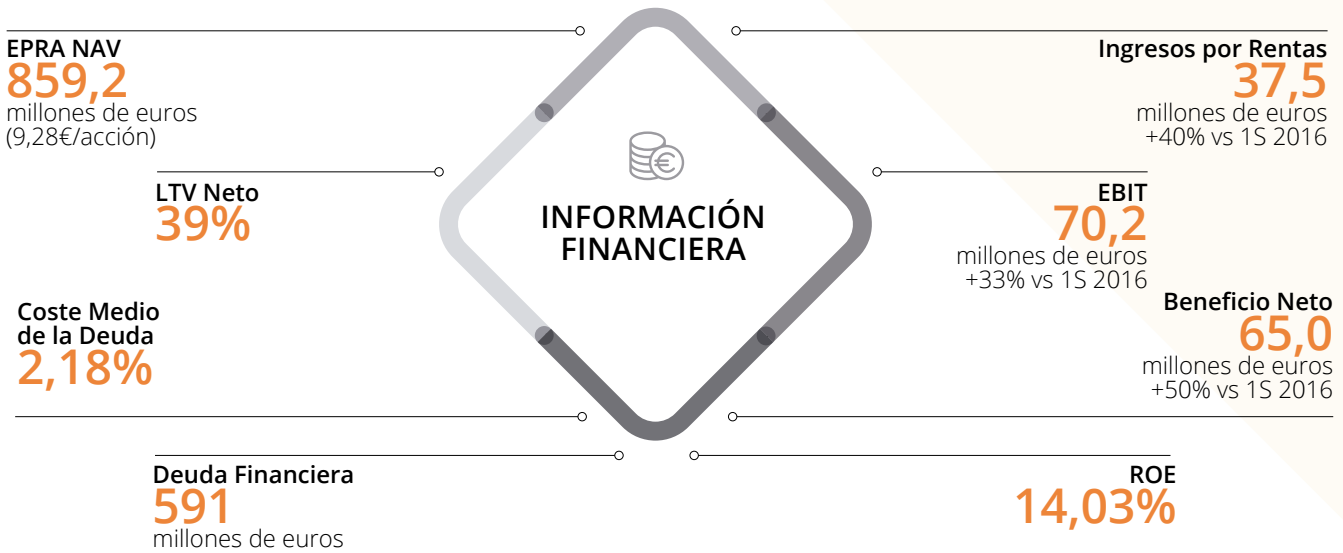 EPRA NAV
859,2
millones de euros
(9,28€/acción)
LTV Neto
39%
Coste Medio
de la Deuda
2,18%
Deuda Financiera
591
millones de euros
INFORMACIÓN
FINANCIERA
Ingresos por Rentas
37,5
millones de euros
+40% vs 1S 2016
EBIT
70,2
millones de euros
+33% vs 1S 2016
Beneficio Neto
65,0
millones de euros
+50% vs 1S 2016
ROE
14,03%